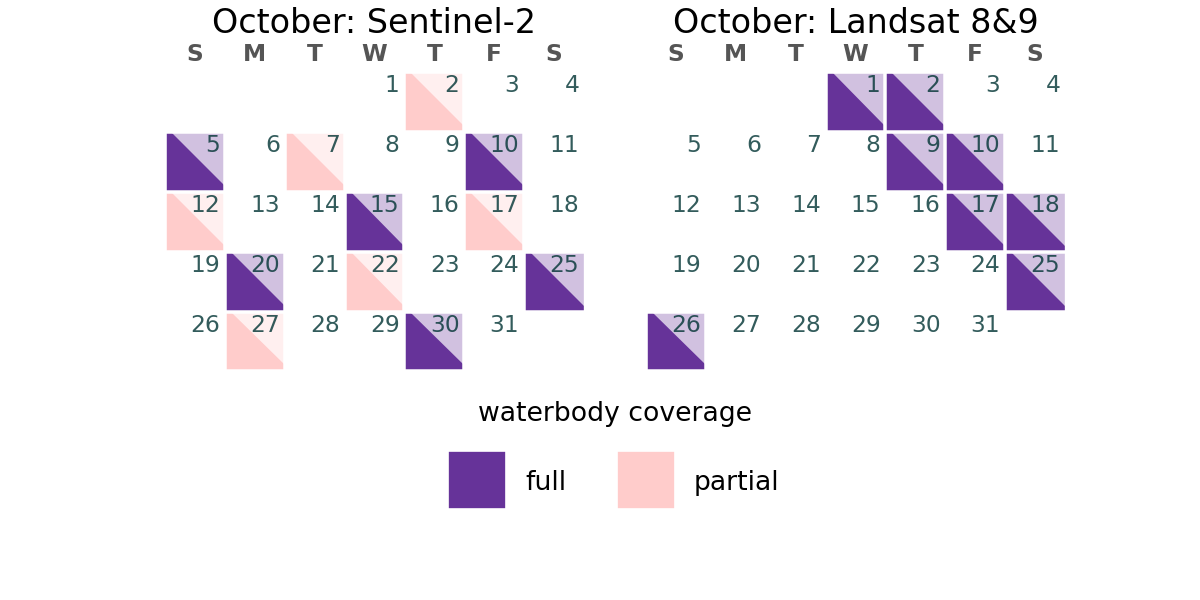 October: Sentinel-2
S M T W T F S
1 2 3 4
5 6 7 8 9 10 11
12 13 14 15 16 17 18
19 20 21 22 23 24 25
26 27 28 29 30 31
October: Landsat 8&9
S M T W T F S
1 2 3 4
5 6 7 8 9 10 11
12 13 14 15 16 17 18
19 20 21 22 23 24 25
26 27 28 29 30 31
waterbody coverage
full partial